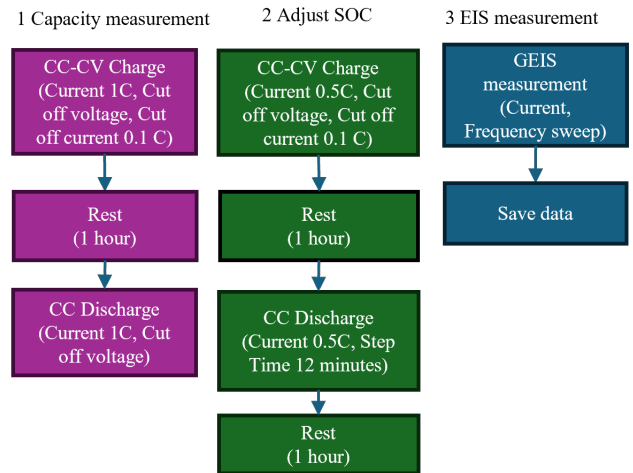 1 Capacity measurement
CC-CV Charge
(Current 1C, Cut
off voltage, Cut
off current 0.1 C)
Rest
(1 hour)
CC Discharge
(Current 1C, Cut
off voltage)
2 Adjust SOC
CC-CV Charge
(Current 0.5C, Cut
off voltage, Cut off
current 0.1 C)
Rest
(1 hour)
CC Discharge
(Current 0.5C, Step
Time 12 minutes)
Rest
(1 hour)
3 EIS measurement
GEIS
measurement
(Current,
Frequency sweep)
Save data